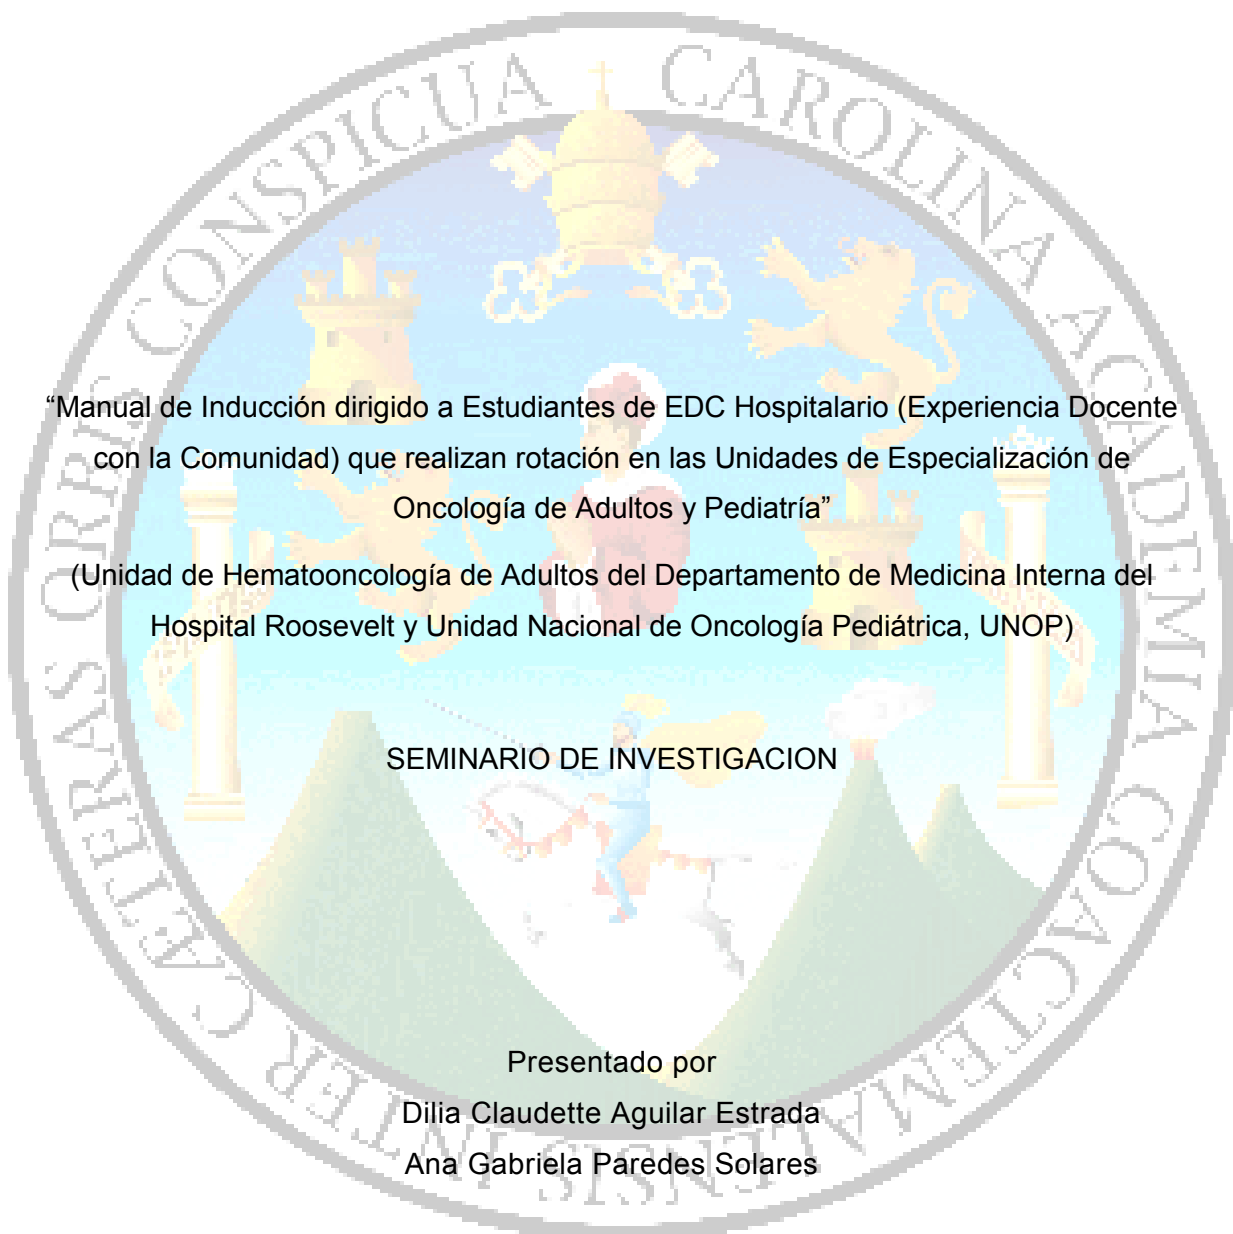 CAROLINA ACADEMIA COACTEMALENSIS INTER CÆTERAS ORBIS CONSPICUA
“Manual de Inducción dirigido a Estudiantes de EDC Hospitalario (Experiencia Docente
con la Comunidad) que realizan rotación en las Unidades de Especialización de
Oncología de Adultos y Pediatría”
(Unidad de Hematooncología de Adultos del Departamento de Medicina Interna del
Hospital Roosevelt y Unidad Nacional de Oncología Pediátrica, UNOP)
SEMINARIO DE INVESTIGACION
Presentado por
Dilia Claudette Aguilar Estrada
Ana Gabriela Paredes Solares